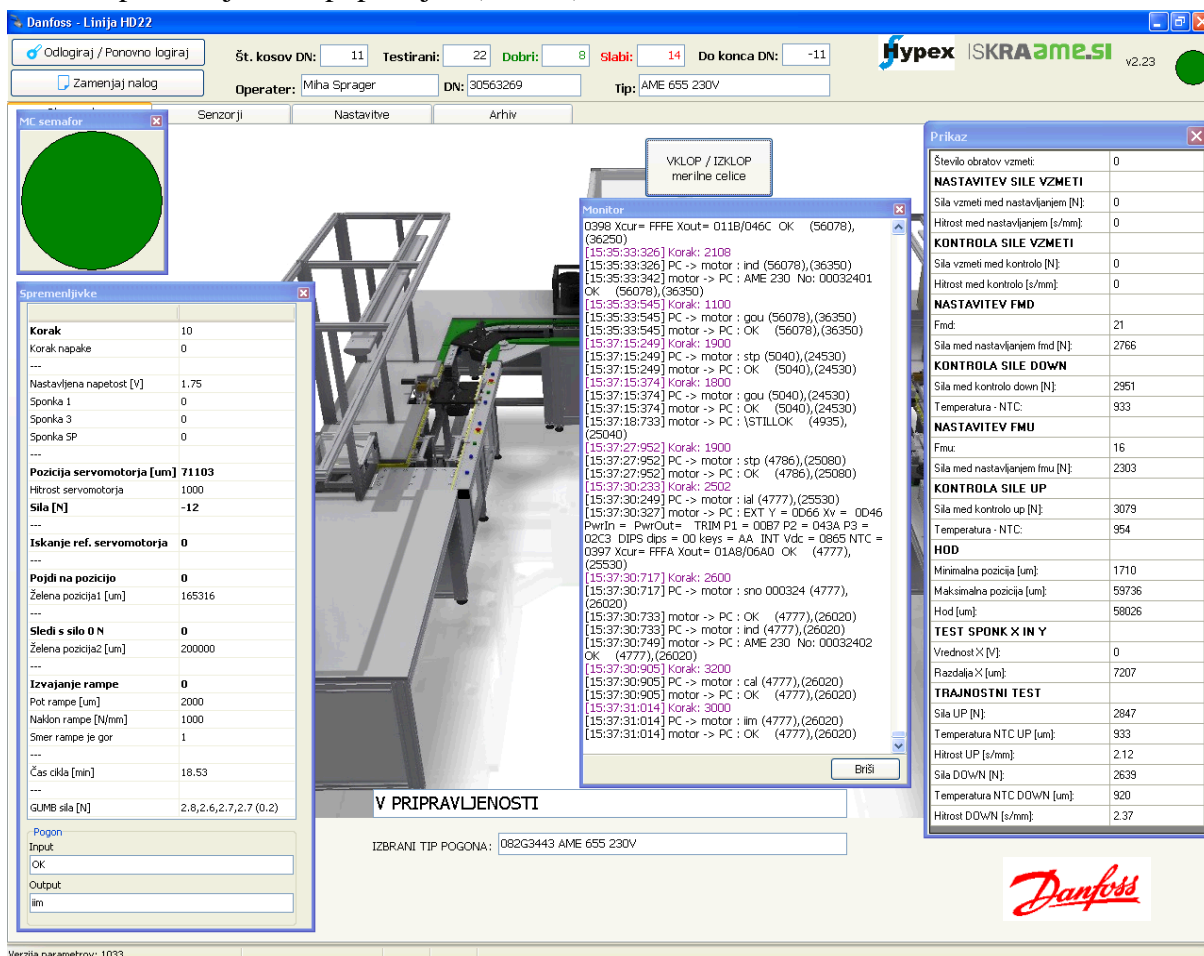 Danfoss - Linija HD22
Odlogiraj / Ponovno logiraj
Št. kosov DN: 11 Testirani: 22 Dobri: 8 Slabi: 14 Do konca DN: -11
Hypex ISKRAame.SI v2.23
Zamenjaj nalog
Operater: Miha Sprager DN: 30563269 Tip: AME 655 230V
Senzorji Nastavitve Arhiv
MC semafor
VKLOP / IZKLOP
merilne celice
Spremenljivke
Korak 10
Korak napake 0
---
Nastavljena napetost [V] 1.75
Sponka 1 0
Sponka 3 0
Sponka SP 0
---
Pozicija servomotorja [um] 71103
Hitrost servomotorja 1000
Sila [N] -12
---
Iskanje ref. servomotorja 0
---
Pojdi na pozicijo 0
Želena pozicija1 [um] 165316
---
Sledi s silo 0 N 0
Želena pozicija2 [um] 200000
---
Izvajanje rampe 0
Pot rampe [um] 2000
Naklon rampe [N/mm] 1000
Smer rampe je gor 1
---
Čas cikla [min] 18.53
---
GUMB sila [N] 2.8,2.6,2.7,2.7 (0.2)
Pogon
Input
OK
Output
iim
Monitor
0398 Xcur= FFFE Xout= 011B/046C OK (56078),
(36250)
[15:35:33:326] Korak: 2108
[15:35:33:326] PC -> motor : ind (56078),(36350)
[15:35:33:342] motor -> PC : AME 230 No: 00032401
OK (56078),(36350)
[15:35:33:545] Korak: 1100
[15:35:33:545] PC -> motor : gou (56078),(36350)
[15:35:33:545] motor -> PC : OK (56078),(36350)
[15:37:15:249] Korak: 1900
[15:37:15:249] PC -> motor : stp (5040),(24530)
[15:37:15:249] motor -> PC : OK (5040),(24530)
[15:37:15:374] Korak: 1800
[15:37:15:374] PC -> motor : gou (5040),(24530)
[15:37:15:374] motor -> PC : OK (5040),(24530)
[15:37:18:733] motor -> PC : \STILLOK (4935),
(25040)
[15:37:27:952] Korak: 1900
[15:37:27:952] PC -> motor : stp (4786),(25080)
[15:37:27:952] motor -> PC : OK (4786),(25080)
[15:37:30:233] Korak: 2502
[15:37:30:249] PC -> motor : ial (4777),(25530)
[15:37:30:327] motor -> PC : EXT Y = 0D66 Xv = 0D46
PwrIn = PwrOut= TRIM P1 = 00B7 P2 = 043A P3 =
02C3 DIPS dips = 00 keys = AA INT Vdc = 0865 NTC =
0397 Xcur= FFFA Xout= 01A8/06A0 OK (4777),
(25530)
[15:37:30:717] Korak: 2600
[15:37:30:717] PC -> motor : sno 000324 (4777),
(26020)
[15:37:30:733] motor -> PC : OK (4777),(26020)
[15:37:30:733] PC -> motor : ind (4777),(26020)
[15:37:30:749] motor -> PC : AME 230 No: 00032402
OK (4777),(26020)
[15:37:30:905] Korak: 3200
[15:37:30:905] PC -> motor : cal (4777),(26020)
[15:37:30:905] motor -> PC : OK (4777),(26020)
[15:37:31:014] Korak: 3000
[15:37:31:014] PC -> motor : iim (4777),(26020)
[15:37:31:014] motor -> PC : OK (4777),(26020)
Briši
Prikaz
Število obratov vzmeti: 0
NASTAVITEV SILE VZMETI
Sila vzmeti med nastavljanjem [N]: 0
Hitrost med nastavljanjem [s/mm]: 0
KONTROLA SILE VZMETI
Sila vzmeti med kontrolo [N]: 0
Hitrost med kontrolo [s/mm]: 0
NASTAVITEV FMD
Fmd: 21
Sila med nastavljanjem fmd [N]: 2766
KONTROLA SILE DOWN
Sila med kontrolo down [N]: 2951
Temperatura - NTC: 933
NASTAVITEV FMU
Fmu: 16
Sila med nastavljanjem fmu [N]: 2303
KONTROLA SILE UP
Sila med kontrolo up [N]: 3079
Temperatura - NTC: 954
HOD
Minimalna pozicija [um]: 1710
Maksimalna pozicija [um]: 59736
Hod [um]: 58026
TEST SPONK X IN Y
Vrednost X [V]: 0
Razdalja X [um]: 7207
TRAJNOSTNI TEST
Sila UP [N]: 2847
Temperatura NTC UP [um]: 933
Hitrost UP [s/mm]: 2.12
Sila DOWN [N]: 2639
Temperatura NTC DOWN [um]: 920
Hitrost DOWN [s/mm]: 2.37
V PRIPRAVLJENOSTI
IZBRANI TIP POGONA: 082G3443 AME 655 230V
Danfoss
Verzija parametrov: 1033